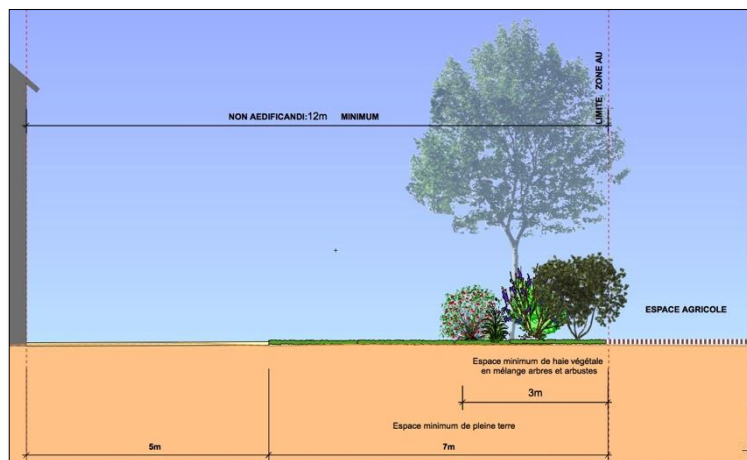 LIMITE ZONE AU
NON AEDIFICANDI:12m MINIMUM
ESPACE AGRICOLE
Espace minimum de haie végétale
en mélange arbres et arbustes
3m
Espace minimum de pleine terre
5m
7m